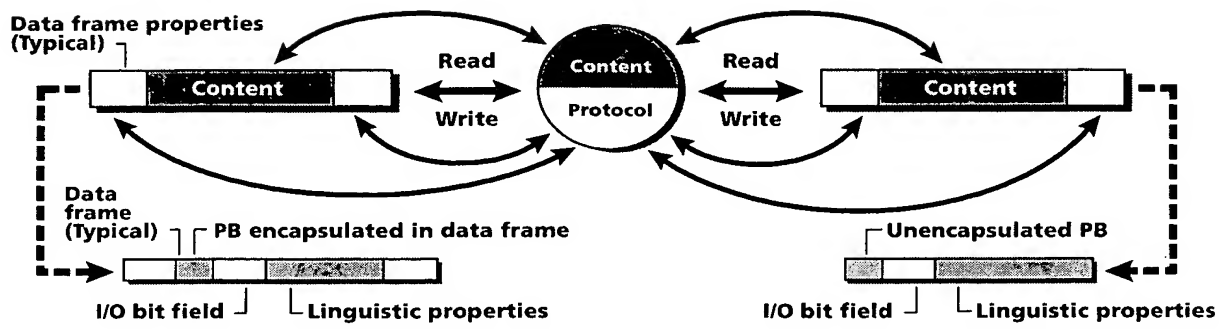 Data frame properties
(Typical)
Content
Read
Write
Content
Protocol
Read
Write
Content
Data
frame
(Typical)
PB encapsulated in data frame
I/O bit field
Linguistic properties
Unencapsulated PB
I/O bit field
Linguistic properties